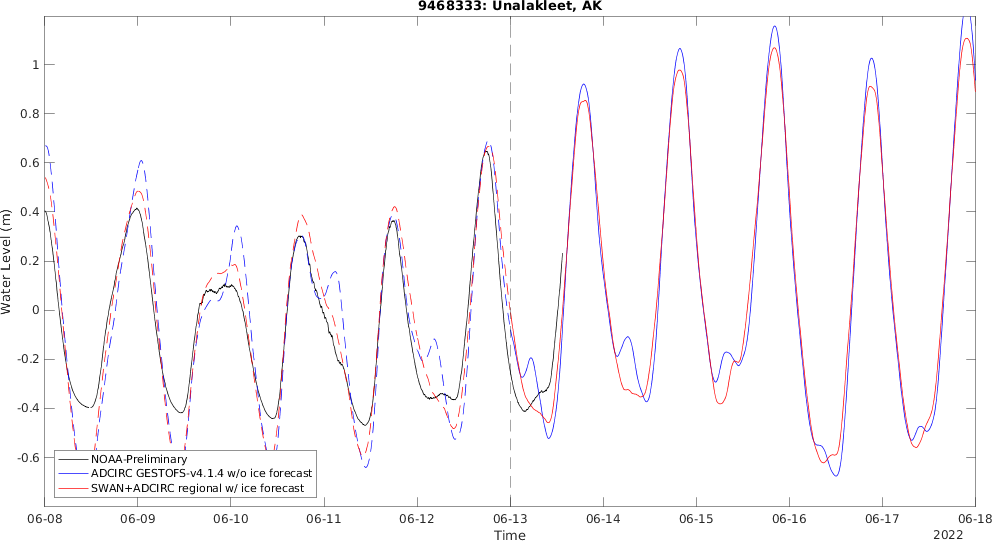 9468333: Unalakleet, AK
Water Level (m)
1
0.8
0.6
0.4
0.2
0
-0.2
-0.4
-0.6
NOAA-Preliminary
ADCIRC GESTOFS-v4.1.4 w/o ice forecast
SWAN+ADCIRC regional w/ ice forecast
06-08 06-09 06-10 06-11 06-12 06-13 06-14 06-15 06-16 06-17 06-18
Time
2022